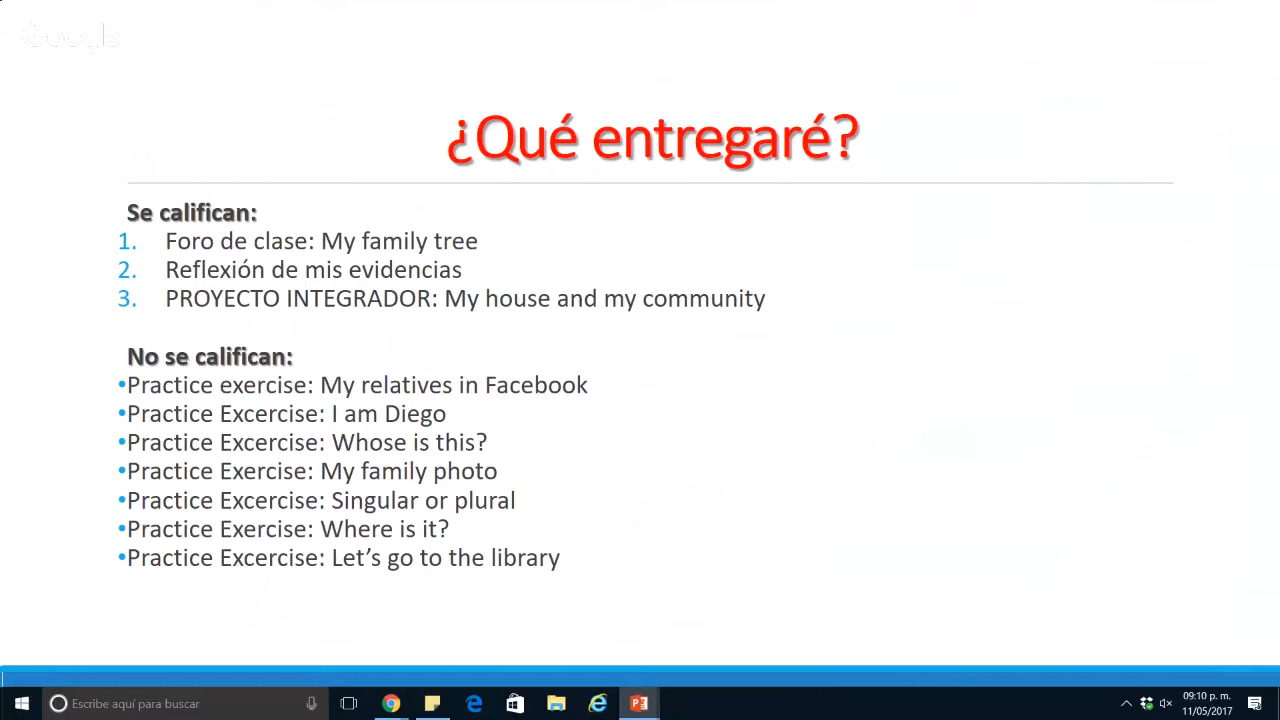 Google
¿Qué entregaré?
Se califican:
1. Foro de clase: My family tree
2. Reflexión de mis evidencias
3. PROYECTO INTEGRADOR: My house and my community
No se califican:
•Practice exercise: My relatives in Facebook
•Practice Excercise: I am Diego
•Practice Excercise: Whose is this?
•Practice Exercise: My family photo
•Practice Excercise: Singular or plural
•Practice Exercise: Where is it?
•Practice Excercise: Let’s go to the library
Escribe aquí para buscar
09:10 p. m.
11/05/2017